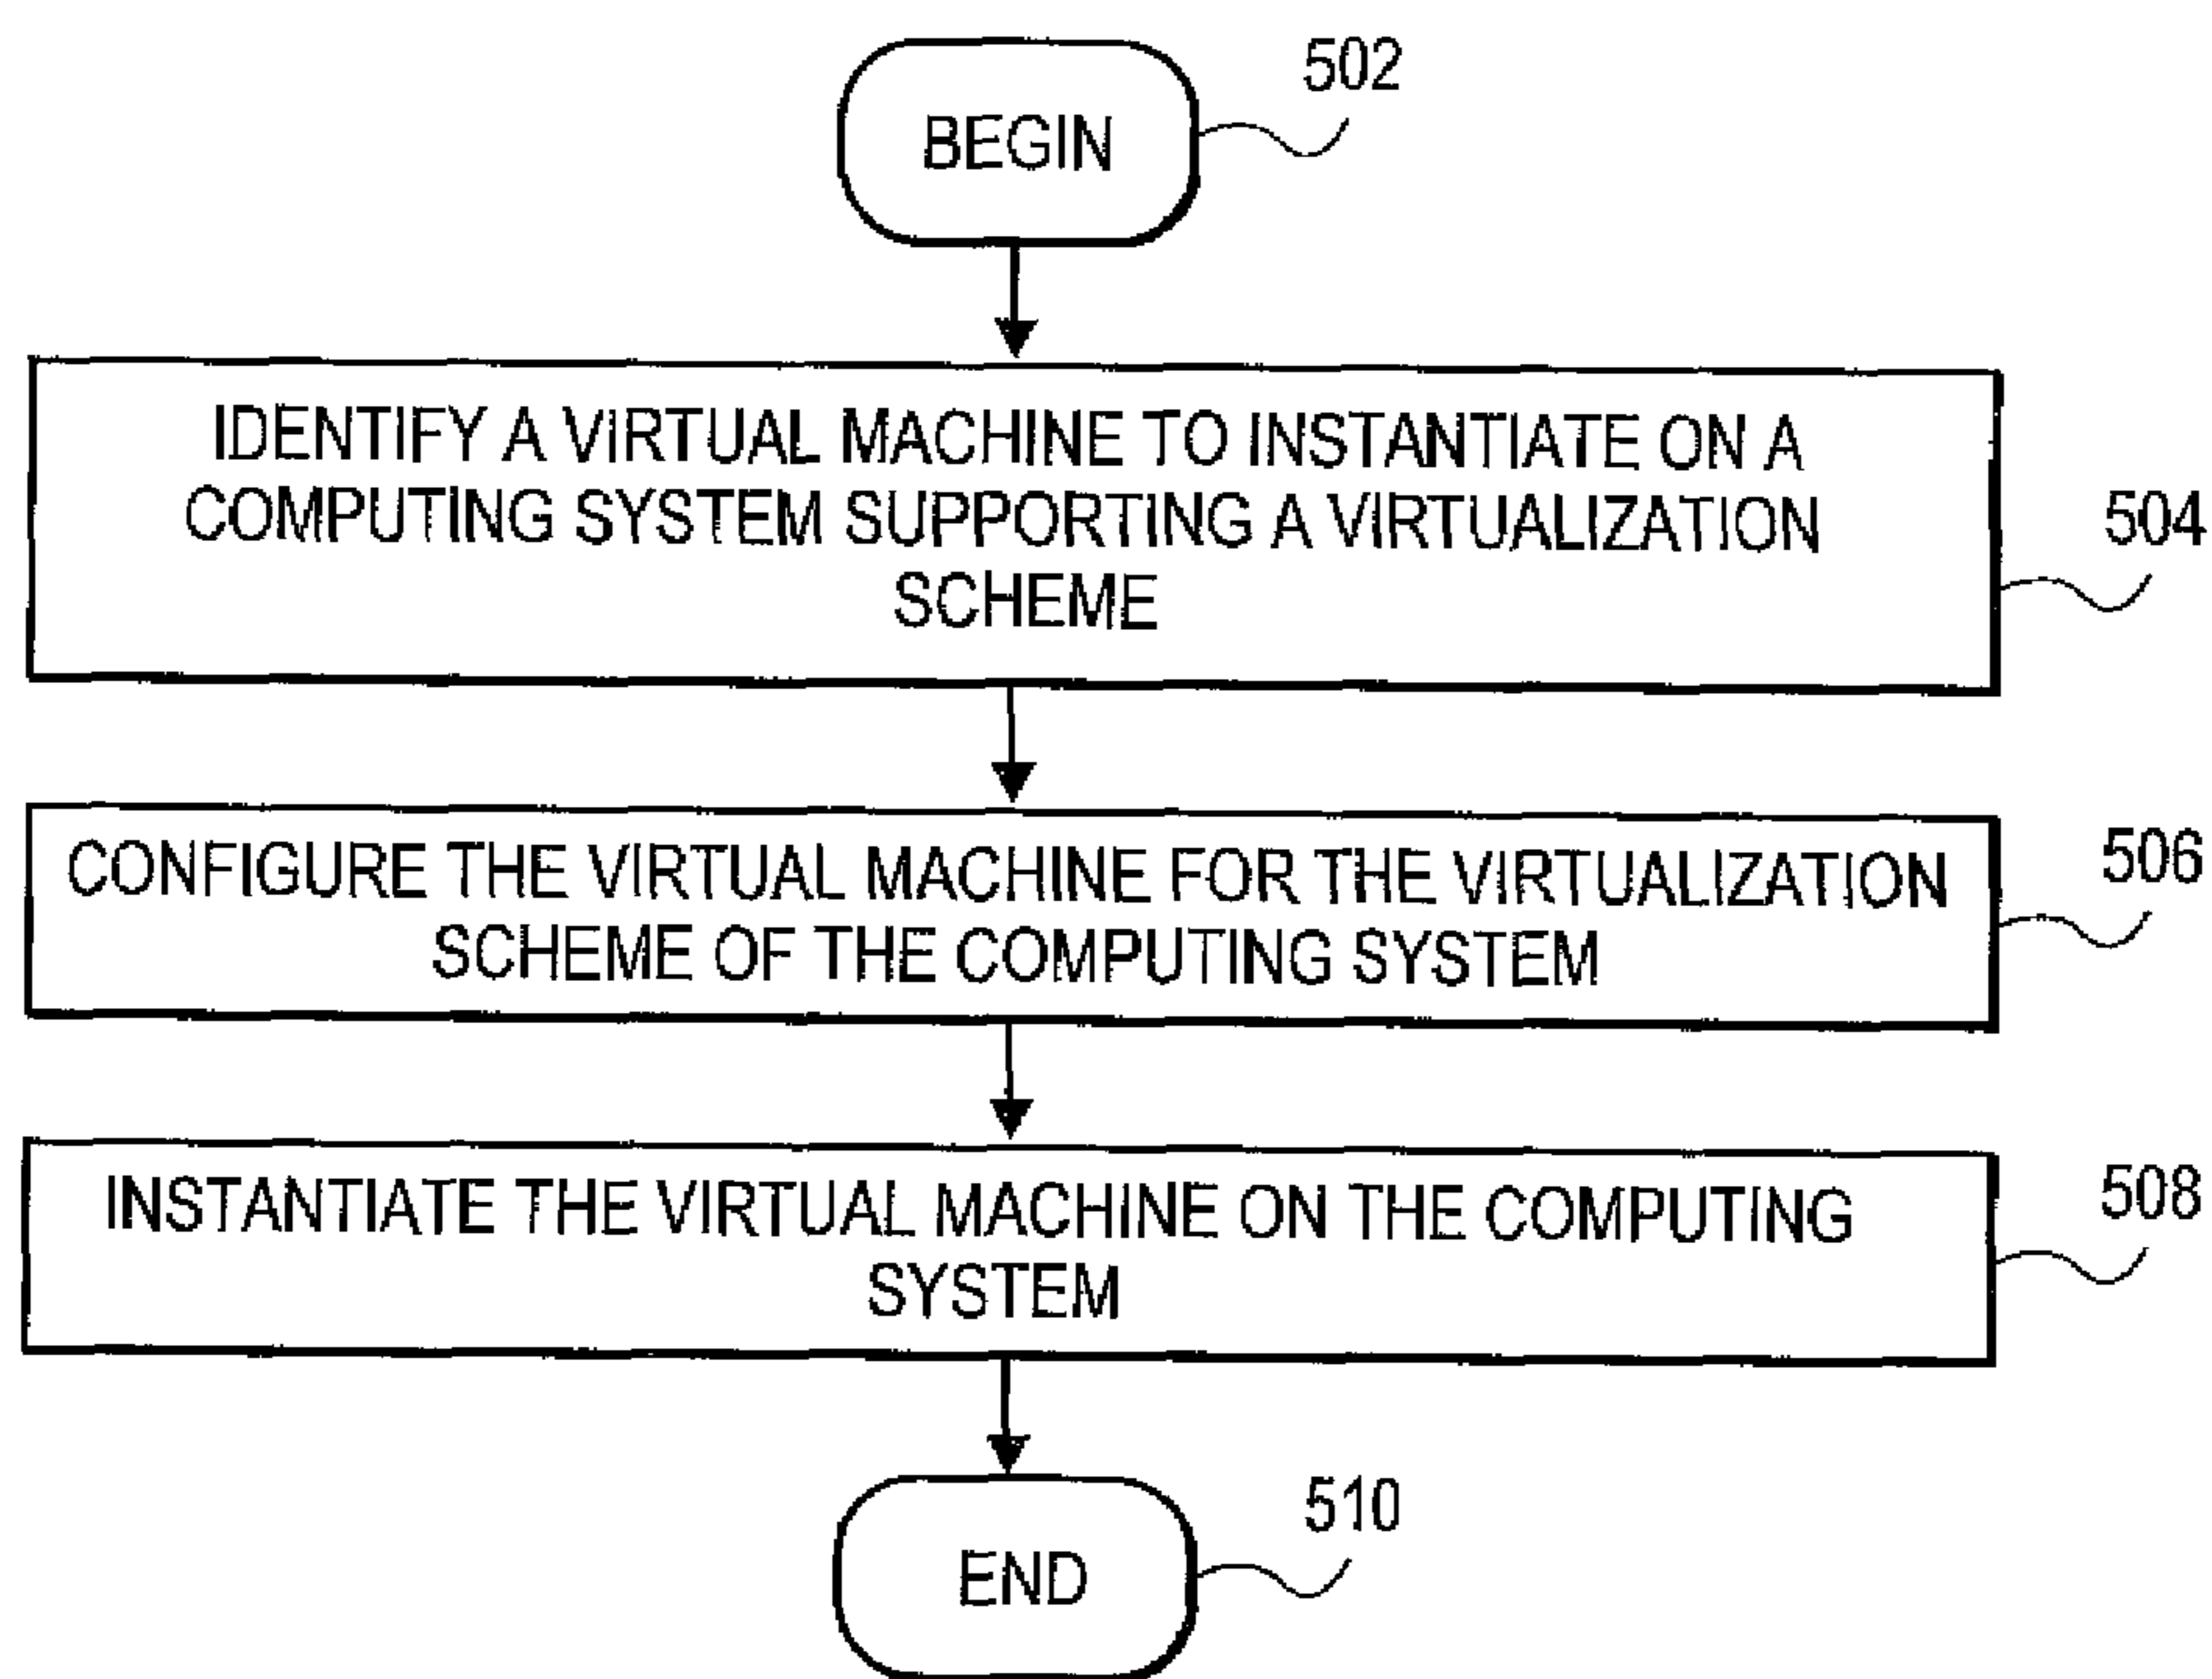 502
BEGIN
IDENTIFY A VIRTUAL MACHINE TO INSTANTIATE ON A
COMPUTING SYSTEM SUPPORTING A VIRTUALIZATION
SCHEME
504
CONFIGURE THE VIRTUAL MACHINE FOR THE VIRTUALIZATION
SCHEME OF THE COMPUTING SYSTEM
506
INSTANTIATE THE VIRTUAL MACHINE ON THE COMPUTING
SYSTEM
508
510
END